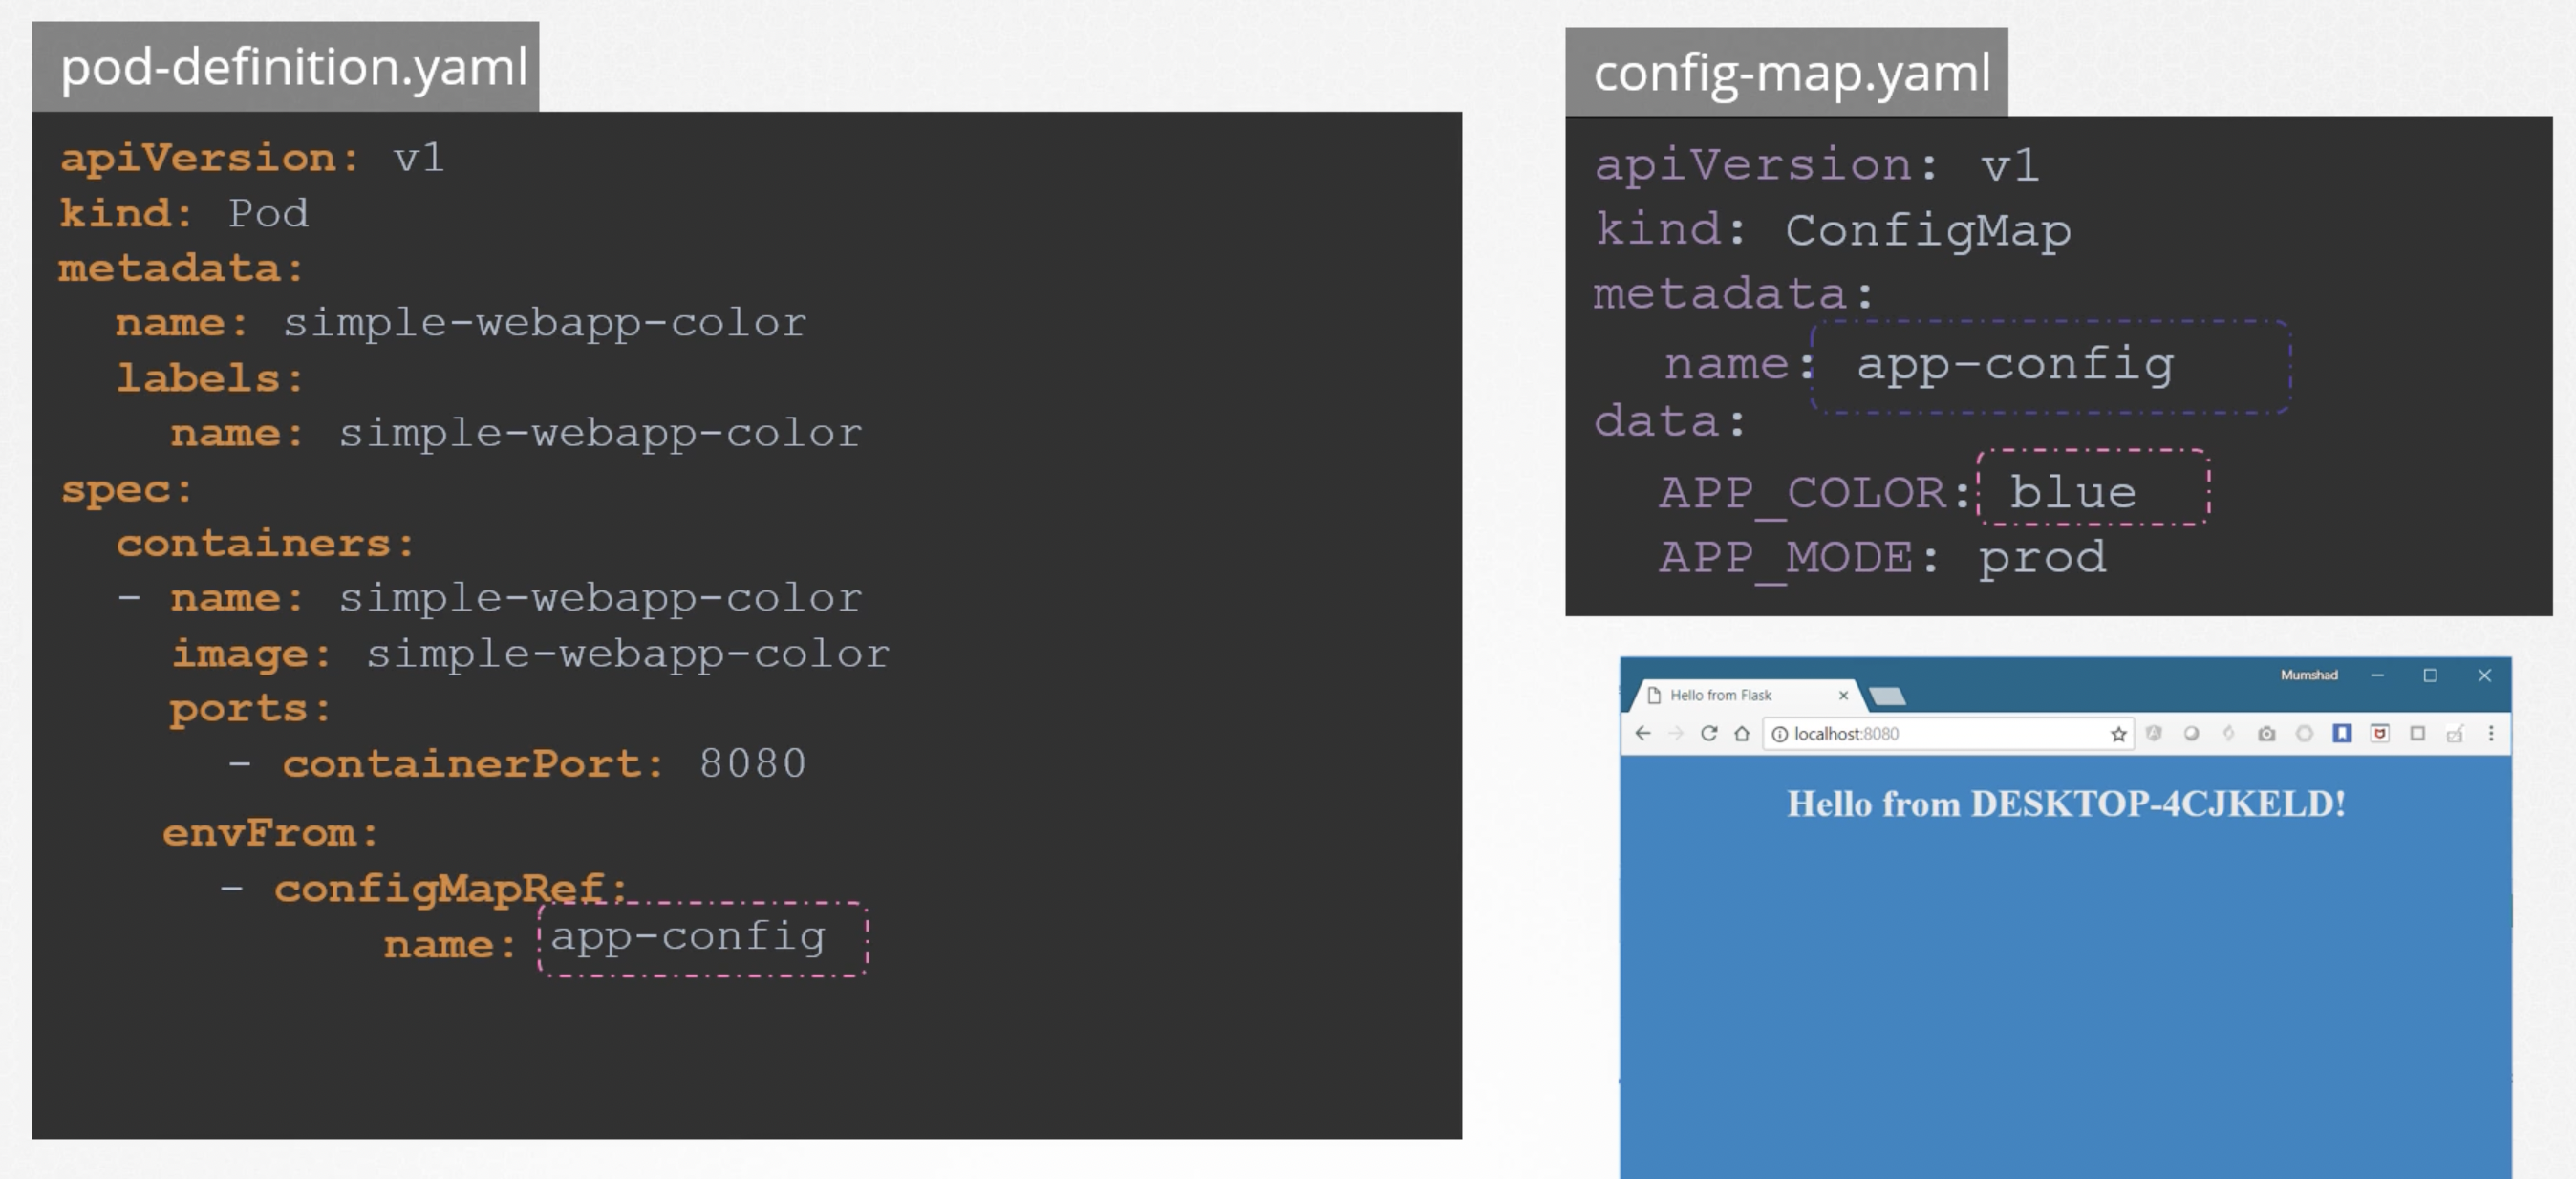 pod-definition.yaml
apiVersion: v1
kind: Pod
metadata:
  name: simple-webapp-color
  labels:
    name: simple-webapp-color
spec:
  containers:
  - name: simple-webapp-color
    image: simple-webapp-color
    ports:
      - containerPort: 8080
    envFrom:
      - configMapRef:
            name: app-config
config-map.yaml
apiVersion: v1
kind: ConfigMap
metadata:
  name: app-config
data:
  APP_COLOR: blue
  APP_MODE: prod
Mumshad
Hello from Flask
localhost:8080
Hello from DESKTOP-4CJKELD!